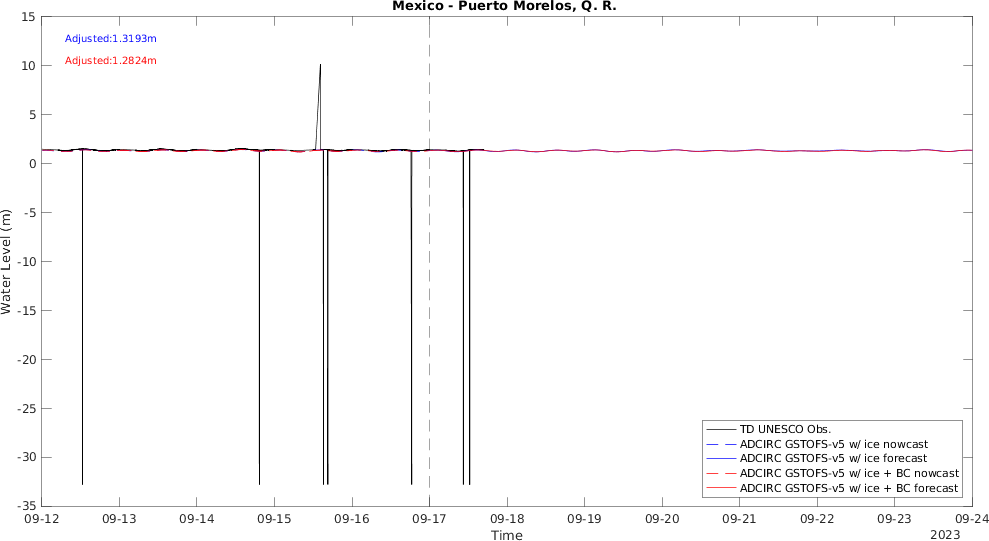 Mexico - Puerto Morelos, Q. R.
Adjusted:1.3193m
Adjusted:1.2824m
Water Level (m)
15
10
5
0
-5
-10
-15
-20
-25
-30
-35
TD UNESCO Obs.
ADCIRC GSTOFS-v5 w/ ice nowcast
ADCIRC GSTOFS-v5 w/ ice forecast
ADCIRC GSTOFS-v5 w/ ice + BC nowcast
ADCIRC GSTOFS-v5 w/ ice + BC forecast
09-12 09-13 09-14 09-15 09-16 09-17 09-18 09-19 09-20 09-21 09-22 09-23 09-24
Time
2023